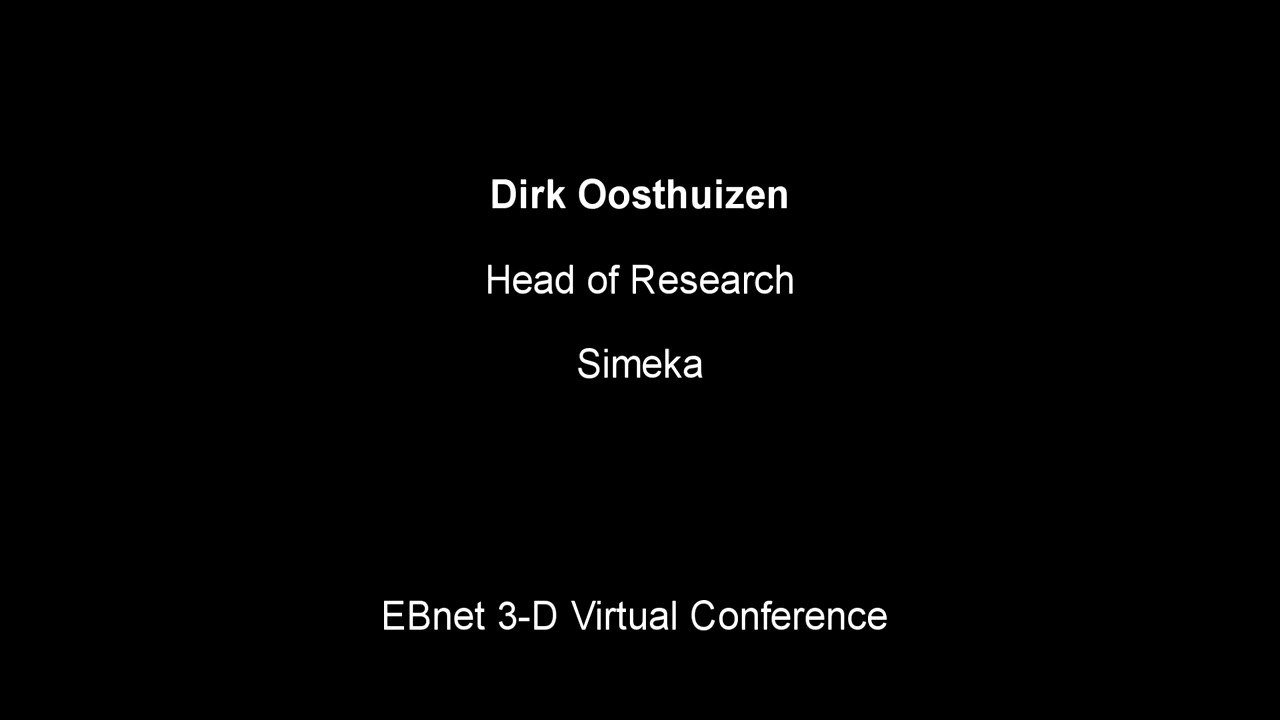 Dirk Oosthuizen
Head of Research
Simeka
EBnet 3-D Virtual Conference